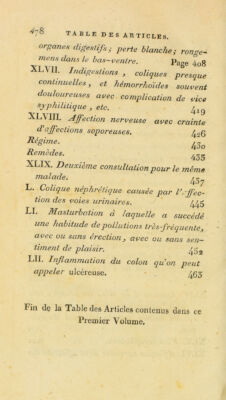 478 TABLE DES ARTICLES.
organes digestifs ; perte blanche ; ronge-
mens dans le bas-ventre. Page 408
XLVII. Indigestions , coliques presque
continuelles , et hémorrhoïdes souvent
douloureuses avec complication de vice
syphilitique , etc. 419
XLVIII. Affection nerveuse avec crainte
d'affections soporeuses. 426
Régime. 430
Remèdes. 435
XLIX. Deuxième consultation pour le même
malade. 437
L. Colique néphrétique causée par l'affec-
tion des voies urinaires. 445
LI. Masturbation à laquelle a succédé
une habitude de pollutions très-fréquente,
avec ou sans érection, avec ou sans sen-
timent de plaisir. 452
LII. Inflammation du colon qu'on peut
appeler ulcéreuse. 463
Fin de la Table des Articles contenus dans ce
Premier Volume.